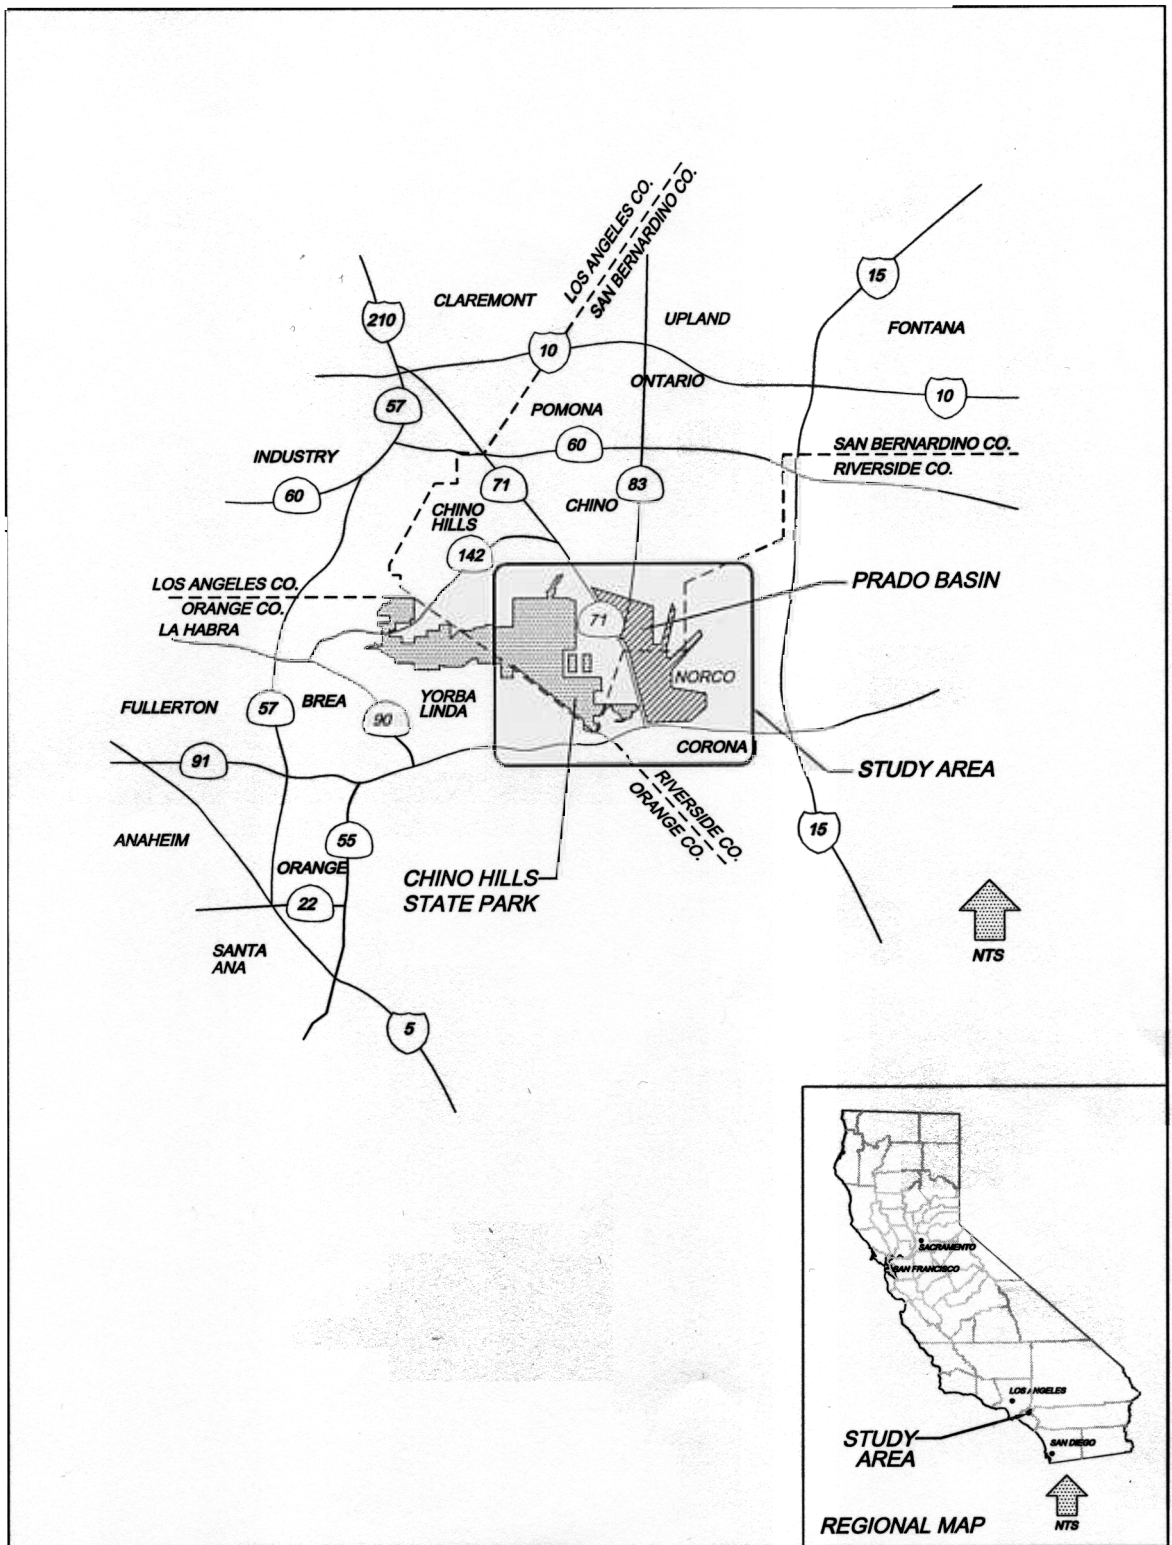 LOS ANGELES CO.
SAN BERNARDINO CO.
15
CLAREMONT
210
UPLAND
FONTANA
10
ONTARIO
10
57
POMONA
60
SAN BERNARDINO CO.
RIVERSIDE CO.
INDUSTRY
60
71
83
CHINO
HILLS
CHINO
142
LOS ANGELES CO.
ORANGE CO.
PRADO BASIN
LA HABRA
71
NORCO
FULLERTON
57
BREA
YORBA
LINDA
90
CORONA
91
STUDY AREA
RIVERSIDE CO.
ORANGE CO.
ANAHEIM
55
15
ORANGE
22
CHINO HILLS
STATE PARK
SANTA
ANA
NTS
5
SACRAMENTO
SAN FRANCISCO
LOS ANGELES
STUDY
AREA
SAN DIEGO
REGIONAL MAP
NTS